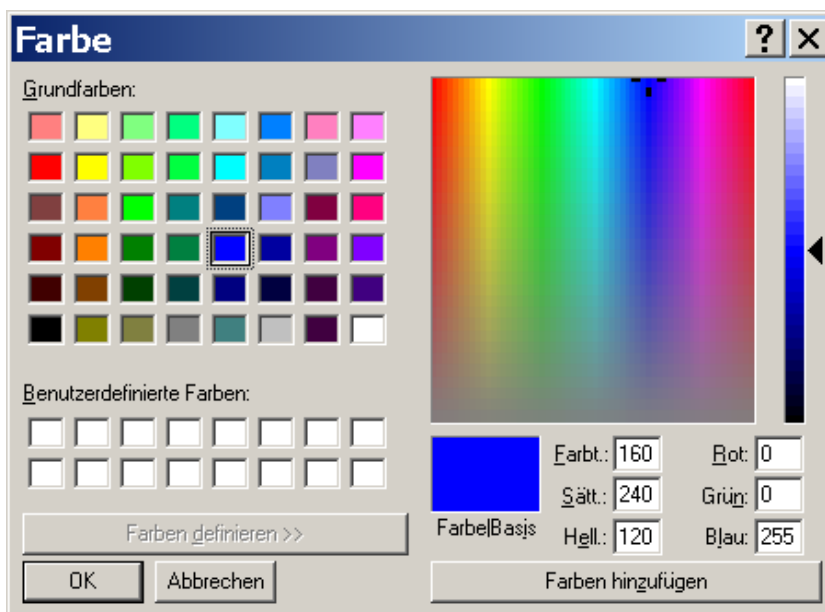 Farbe
Grundfarben:
Benutzerdefinierte Farben:
Farben definieren >>
OK Abbrechen
Farbe|Basis
Farbt.: 160 Rot: 0
Sätt.: 240 Grün: 0
Hell.: 120 Blau: 255
Farben hinzufügen